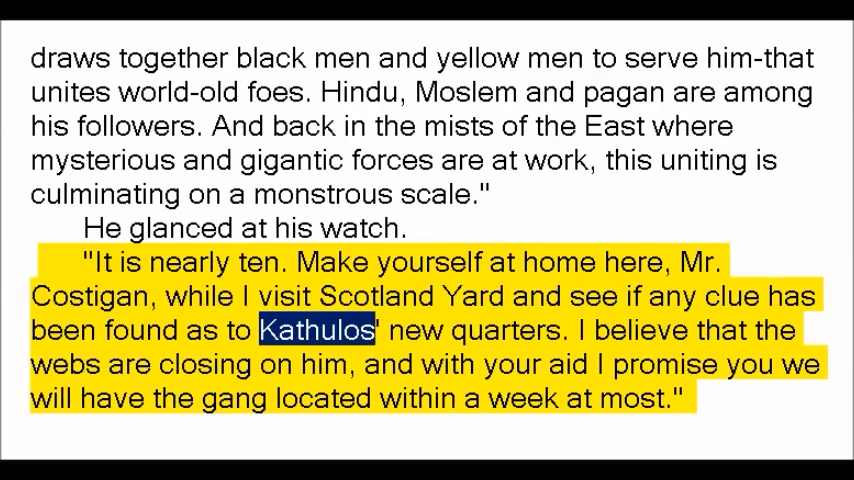 draws together black men and yellow men to serve him-that
unites world-old foes. Hindu, Moslem and pagan are among
his followers. And back in the mists of the East where
mysterious and gigantic forces are at work, this uniting is
culminating on a monstrous scale."
He glanced at his watch.
"It is nearly ten. Make yourself at home here, Mr.
Costigan, while I visit Scotland Yard and see if any clue has
been found as to Kathulos' new quarters. I believe that the
webs are closing on him, and with your aid I promise you we
will have the gang located within a week at most."